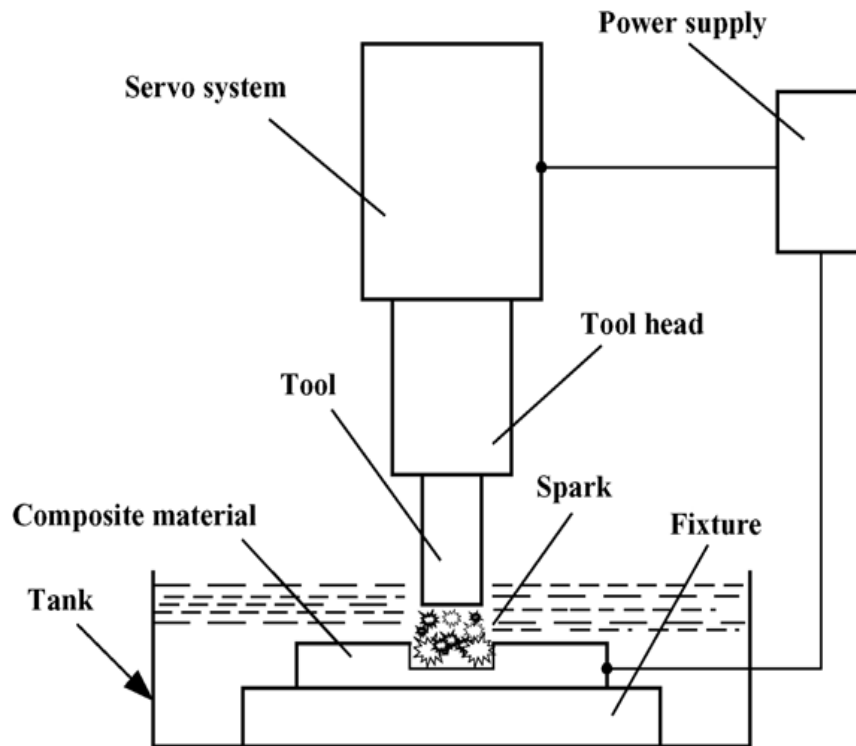 Power supply
Servo system
Tool head
Tool
Spark
Composite material
Fixture
Tank